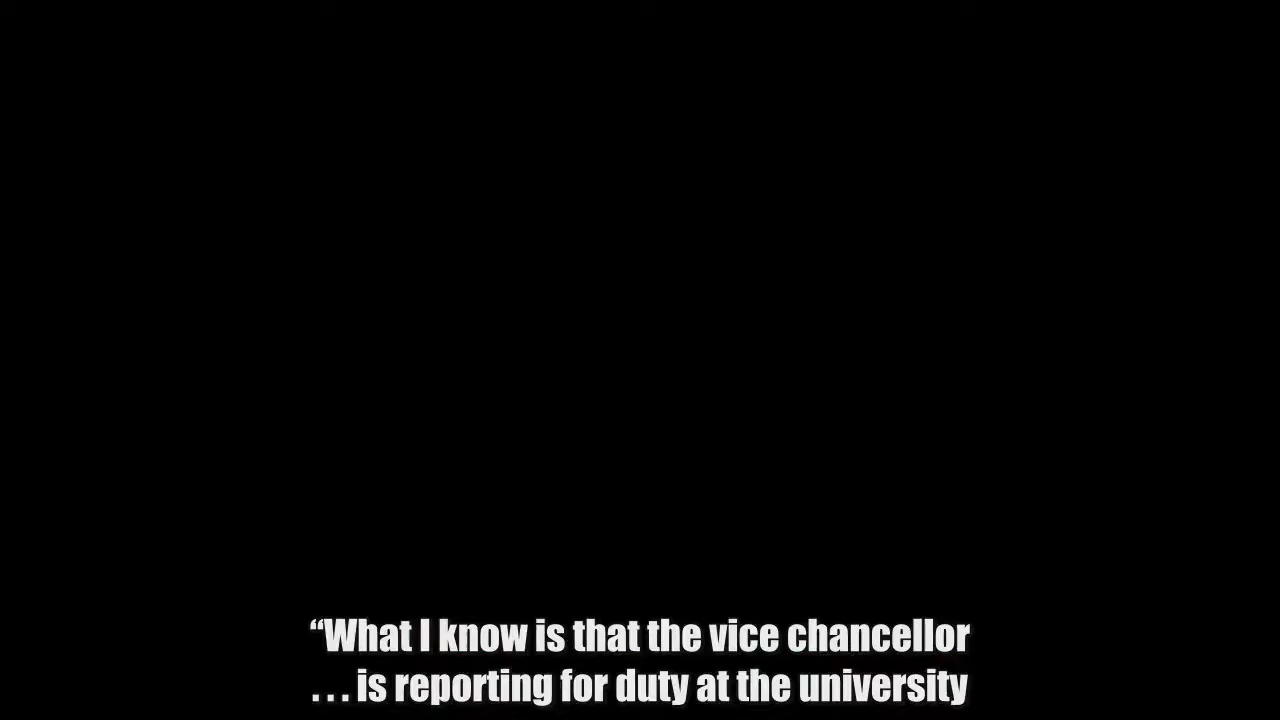 “What I know is that the vice chancellor
. . . is reporting for duty at the university